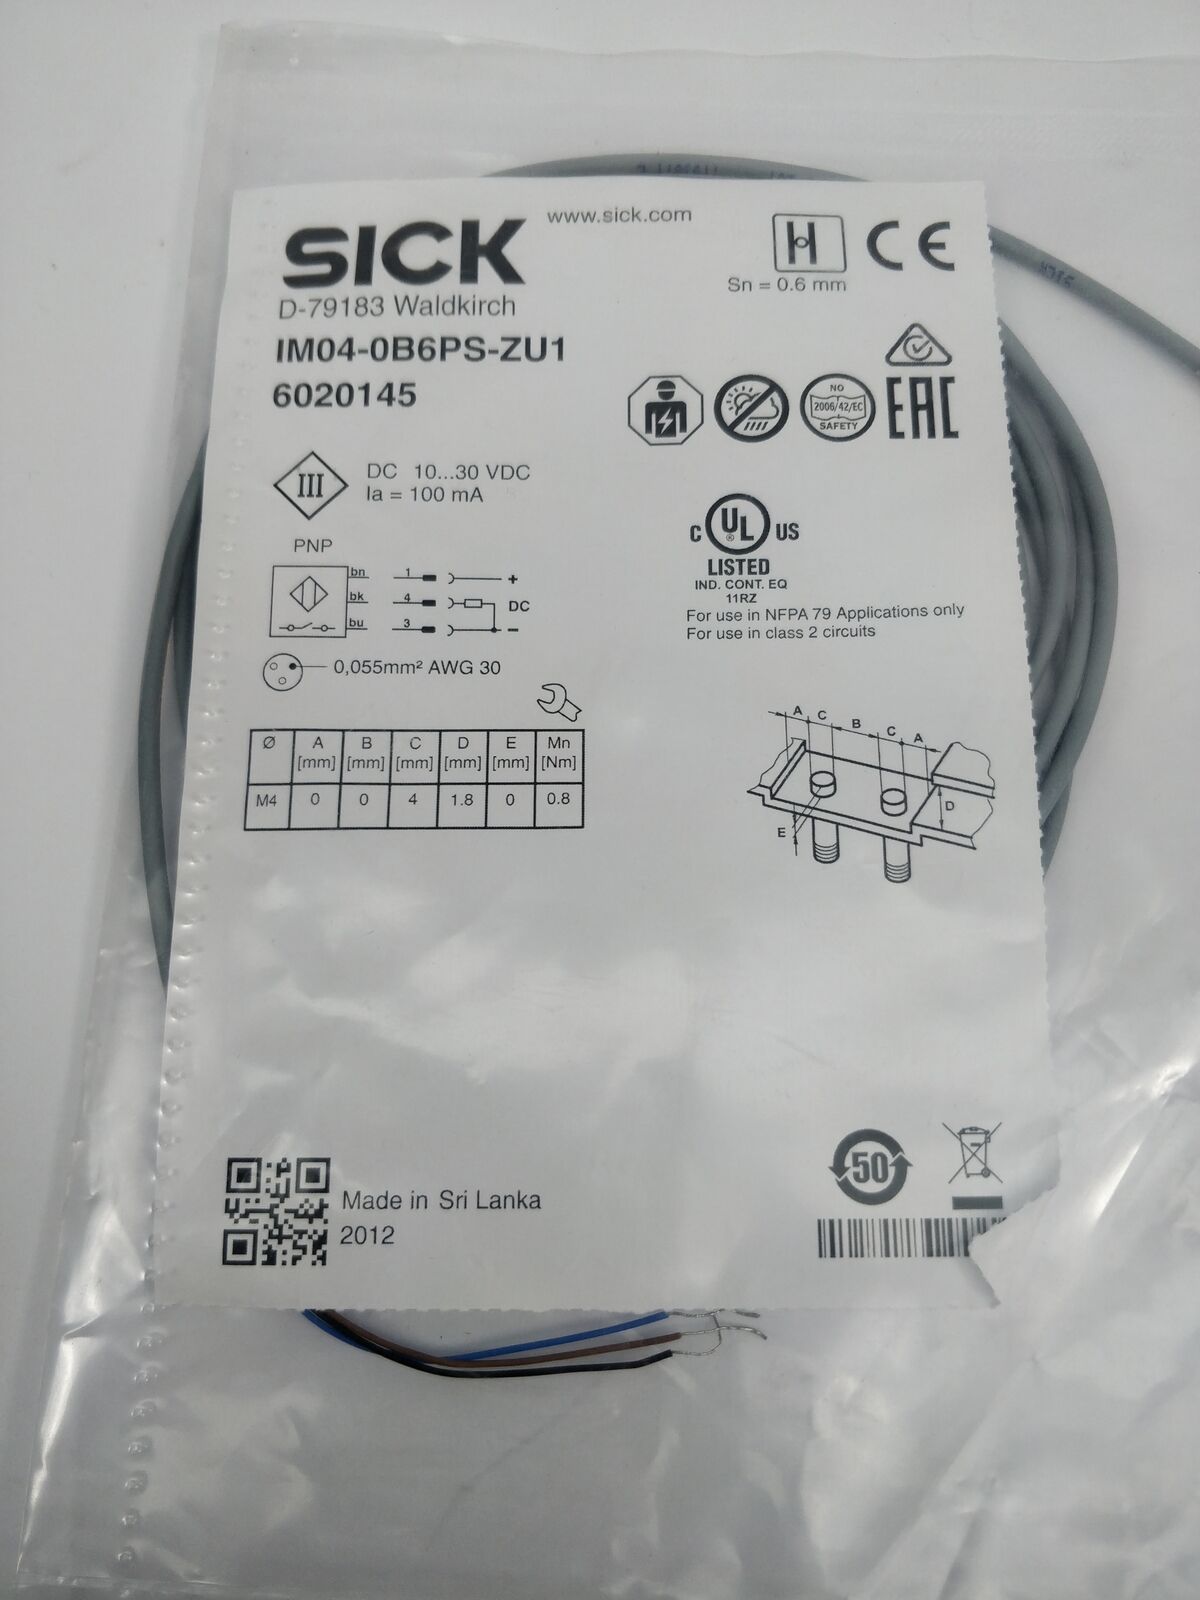 SICK
www.sick.com
D-79183 Waldkirch
IM04-0B6PS-ZU1
6020145
H
CE
Sn = 0.6 mm
NO
2006/42/EC
SAFETY
EAC
III
DC 10...30 VDC
Ia = 100 mA
PNP
bn 1 +
bk 4 DC
bu 3 –
0,055mm² AWG 30
C UL US
®
LISTED
IND. CONT. EQ
11RZ
For use in NFPA 79 Applications only
For use in class 2 circuits
Ø A B C D E Mn
[mm] [mm] [mm] [mm] [mm] [Nm]
M4 0 0 4 1.8 0 0.8
A C B C A
D
E
Made in Sri Lanka
2012
50
SICK